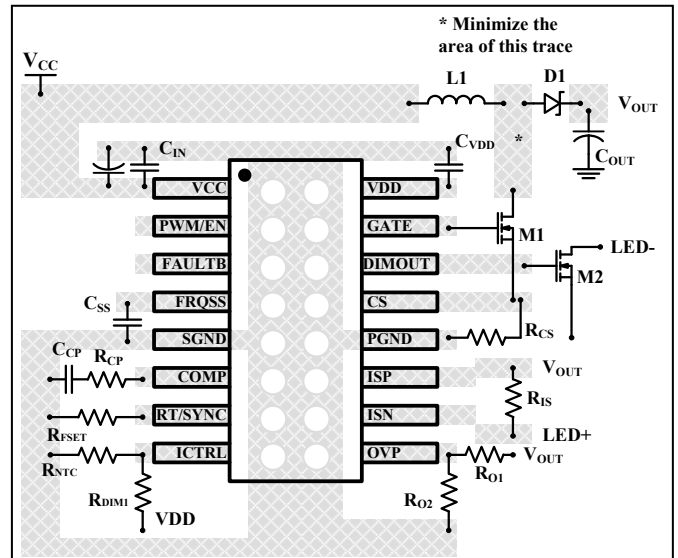 * Minimize the
area of this trace
VCC
L1
D1
VOUT
CIN
CVDD
*
COUT
VCC
VDD
PWM/EN
GATE
M1
FAULTB
DIMOUT
LED-
M2
CSS
FRQSS
CS
SGND
PGND
RCS
CCP
RCP
COMP
ISP
VOUT
RIS
RFSET
RT/SYNC
ISN
LED+
RNTC
ICTRL
OVP
RO1
VOUT
RDIM1
RO2
VDD